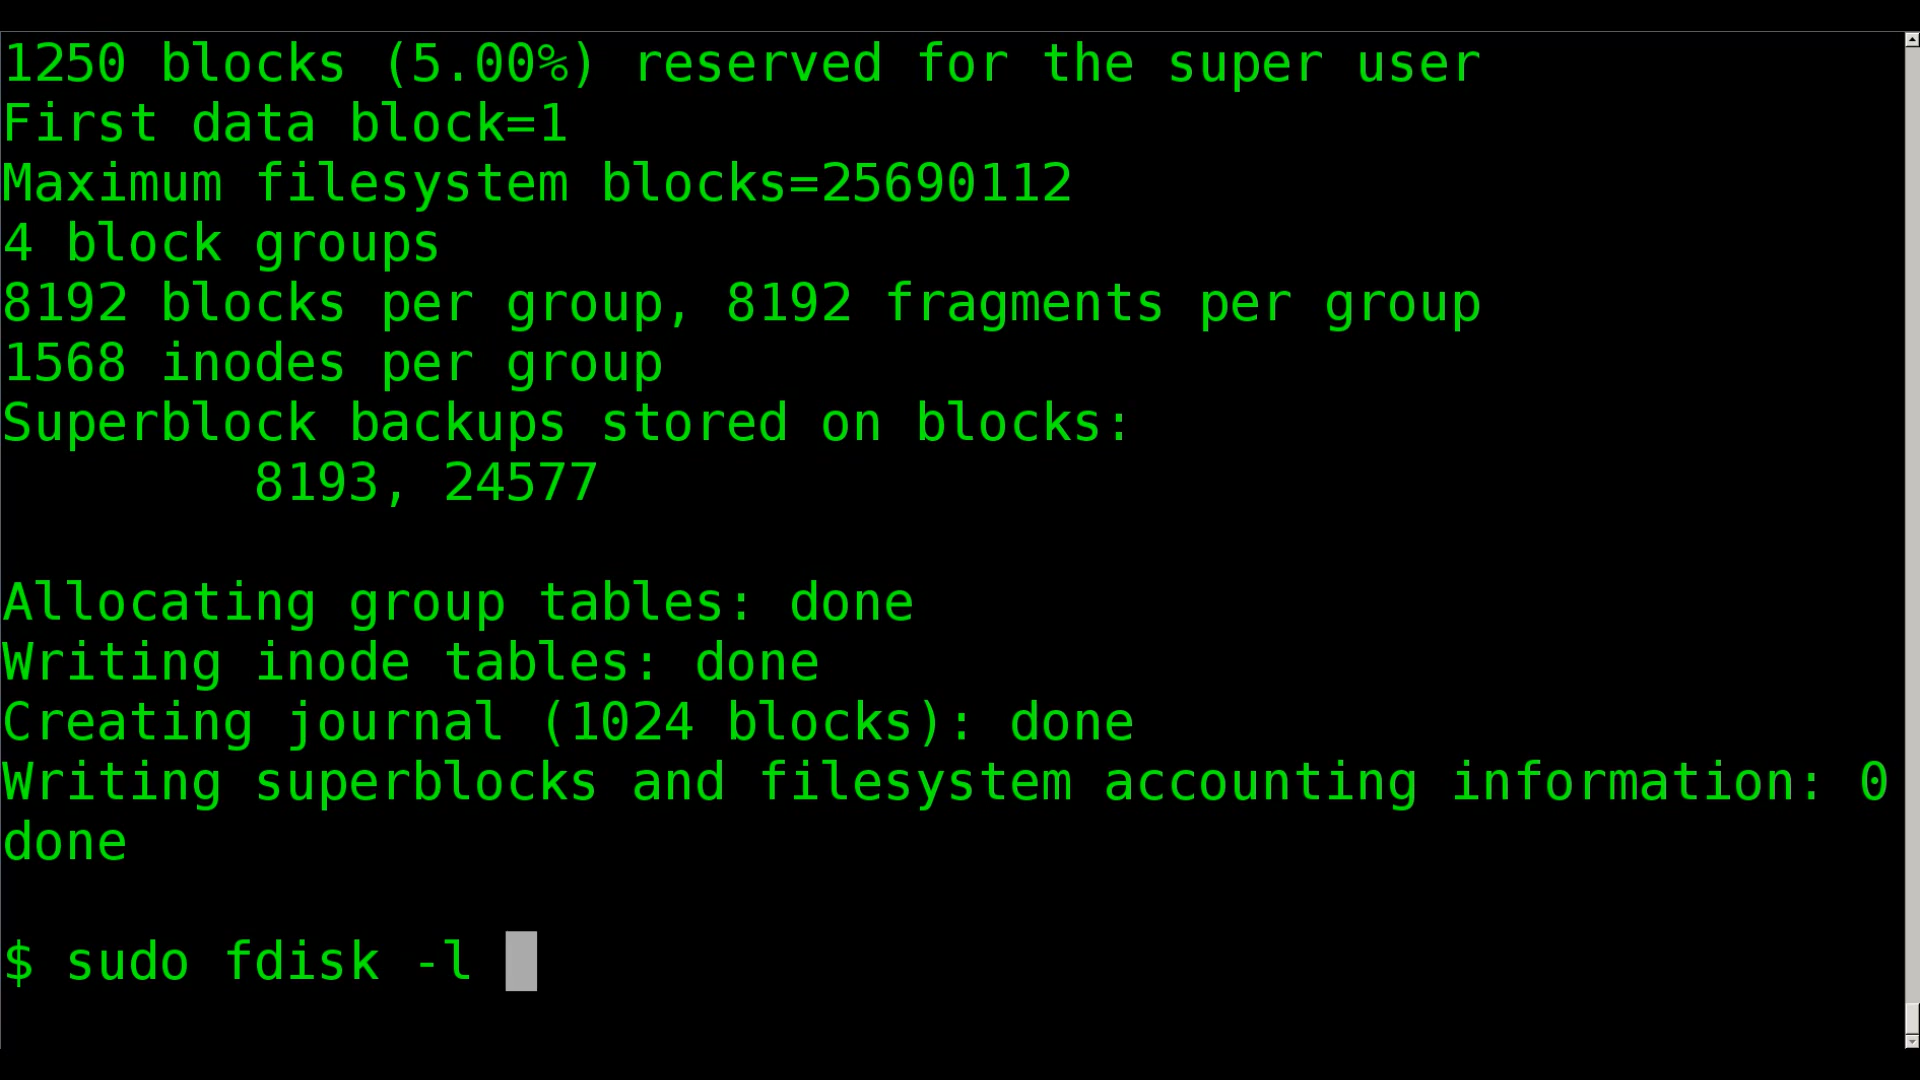 1250 blocks (5.00%) reserved for the super user
First data block=1
Maximum filesystem blocks=25690112
4 block groups
8192 blocks per group, 8192 fragments per group
1568 inodes per group
Superblock backups stored on blocks:
        8193, 24577

Allocating group tables: done
Writing inode tables: done
Creating journal (1024 blocks): done
Writing superblocks and filesystem accounting information: 0
done

$ sudo fdisk -l